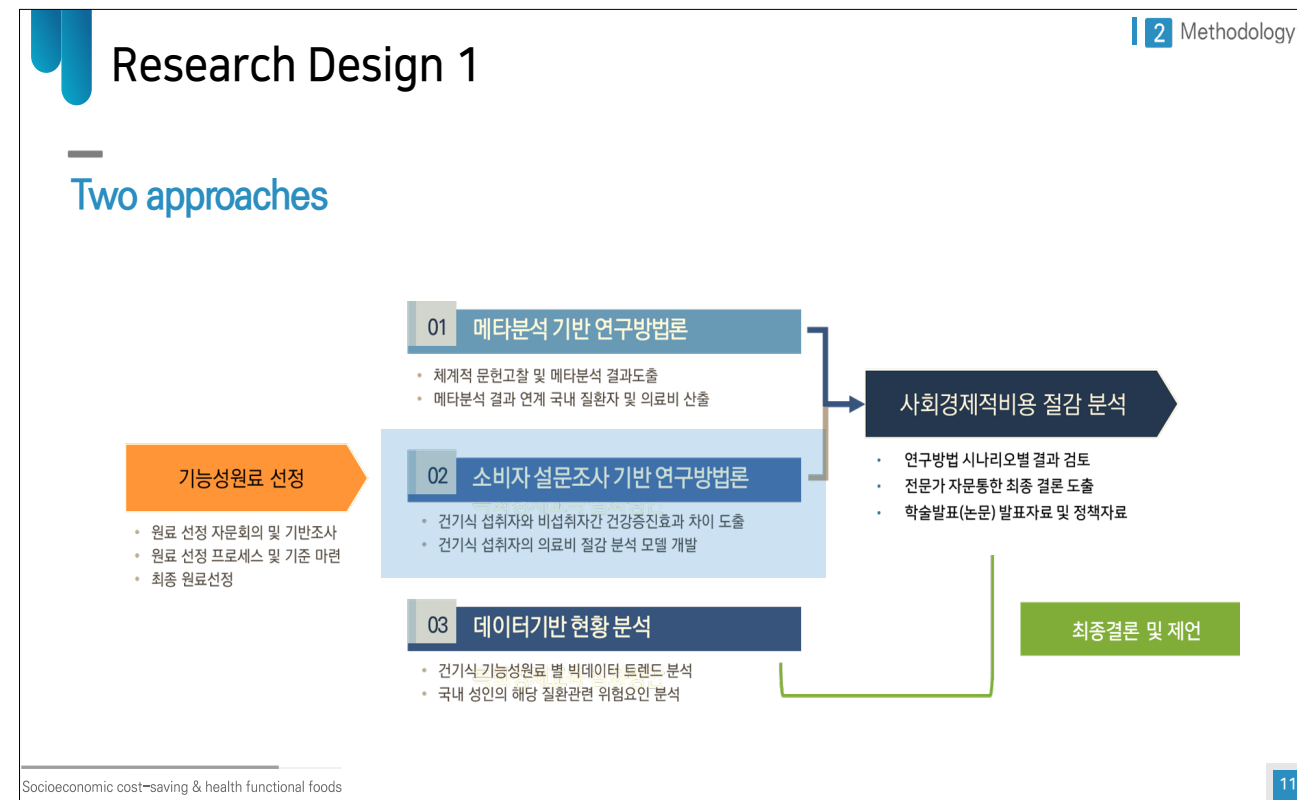 2 Methodology
Research Design 1
Two approaches
01 메타분석 기반 연구방법론
• 체계적 문헌고찰 및 메타분석 결과도출
• 메타분석 결과 연계 국내 질환자 및 의료비 산출
기능성원료 선정
• 원료 선정 자문회의 및 기반조사
• 원료 선정 프로세스 및 기준 마련
• 최종 원료선정
02 소비자 설문조사 기반 연구방법론
• 건기식 섭취자와 비섭취자간 건강증진효과 차이 도출
• 건기식 섭취자의 의료비 절감 분석 모델 개발
03 데이터기반 현황 분석
• 건기식 기능성원료 별 빅데이터 트렌드 분석
• 국내 성인의 해당 질환관련 위험요인 분석
사회경제적비용 절감 분석
• 연구방법 시나리오별 결과 검토
• 전문가 자문통한 최종 결론 도출
• 학술발표(논문) 발표자료 및 정책자료
최종결론 및 제언
Socioeconomic cost-saving & health functional foods
11